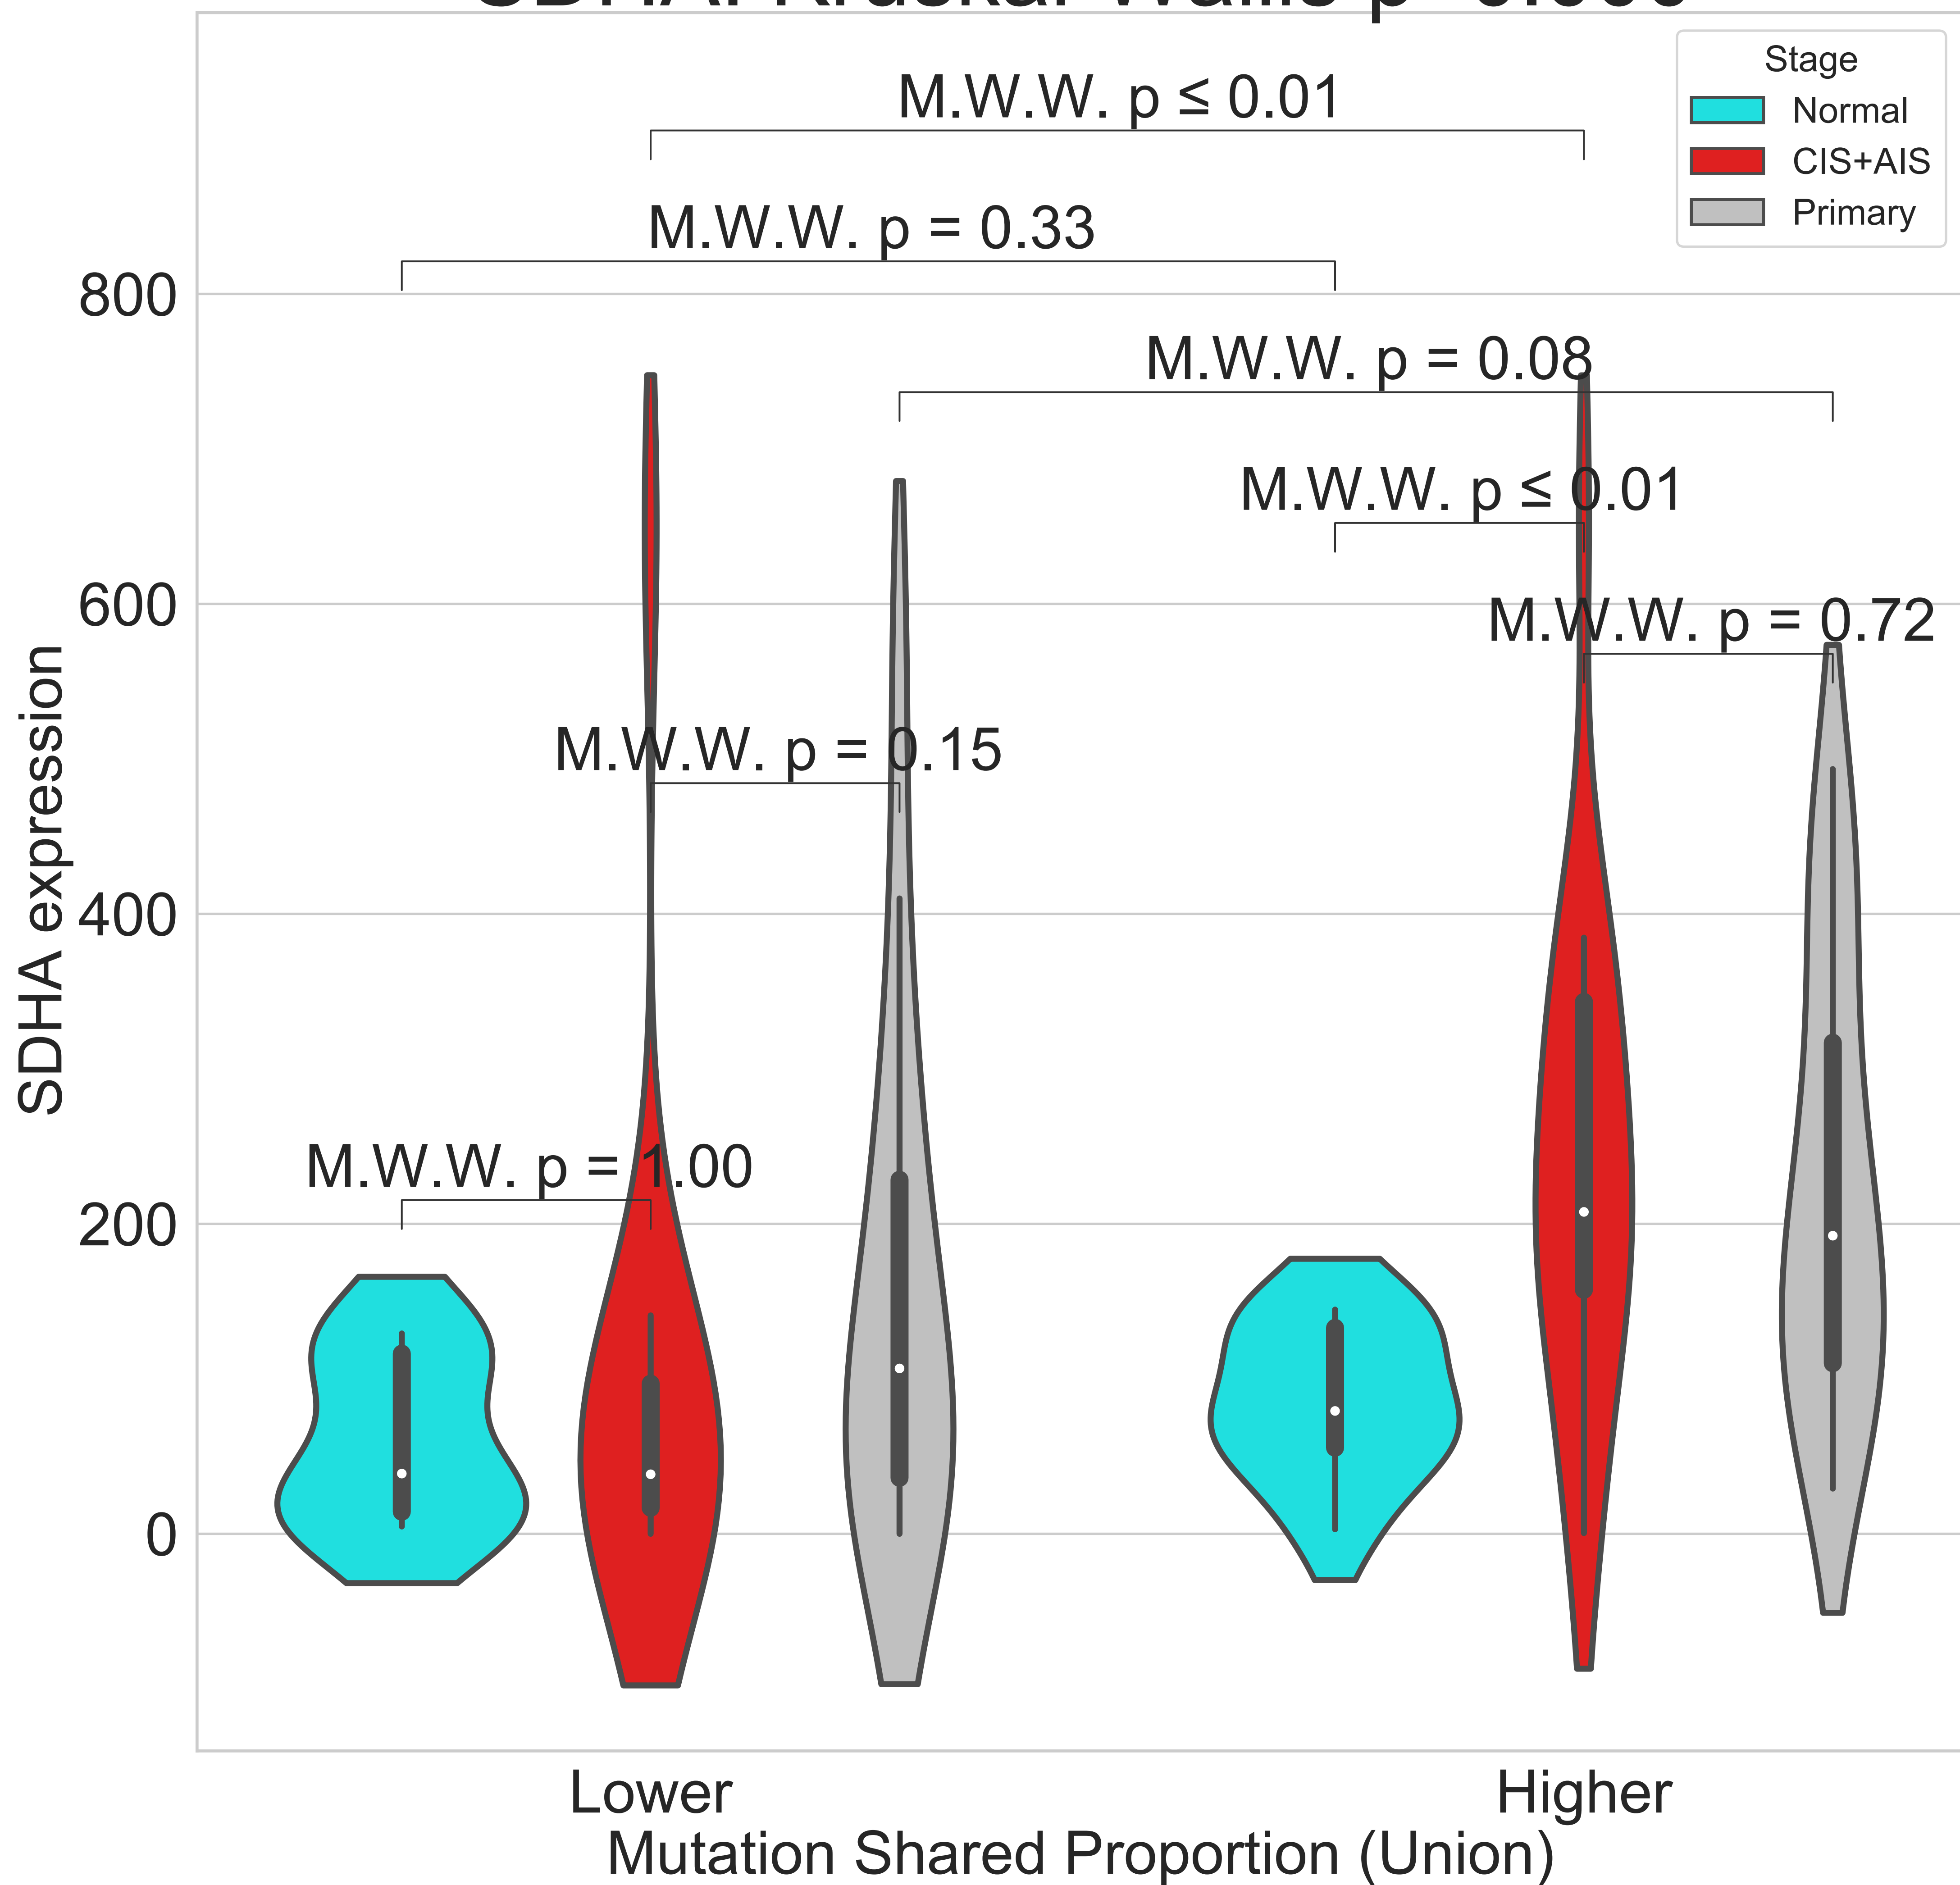 Stage
Normal
CIS+AIS
Primary
M.W.W. p ≤ 0.01
M.W.W. p = 0.33
M.W.W. p = 0.08
M.W.W. p ≤ 0.01
M.W.W. p = 0.72
M.W.W. p = 0.15
M.W.W. p = 1.00
800
600
400
200
0
SDHA expression
Lower
Higher
Mutation Shared Proportion (Union)